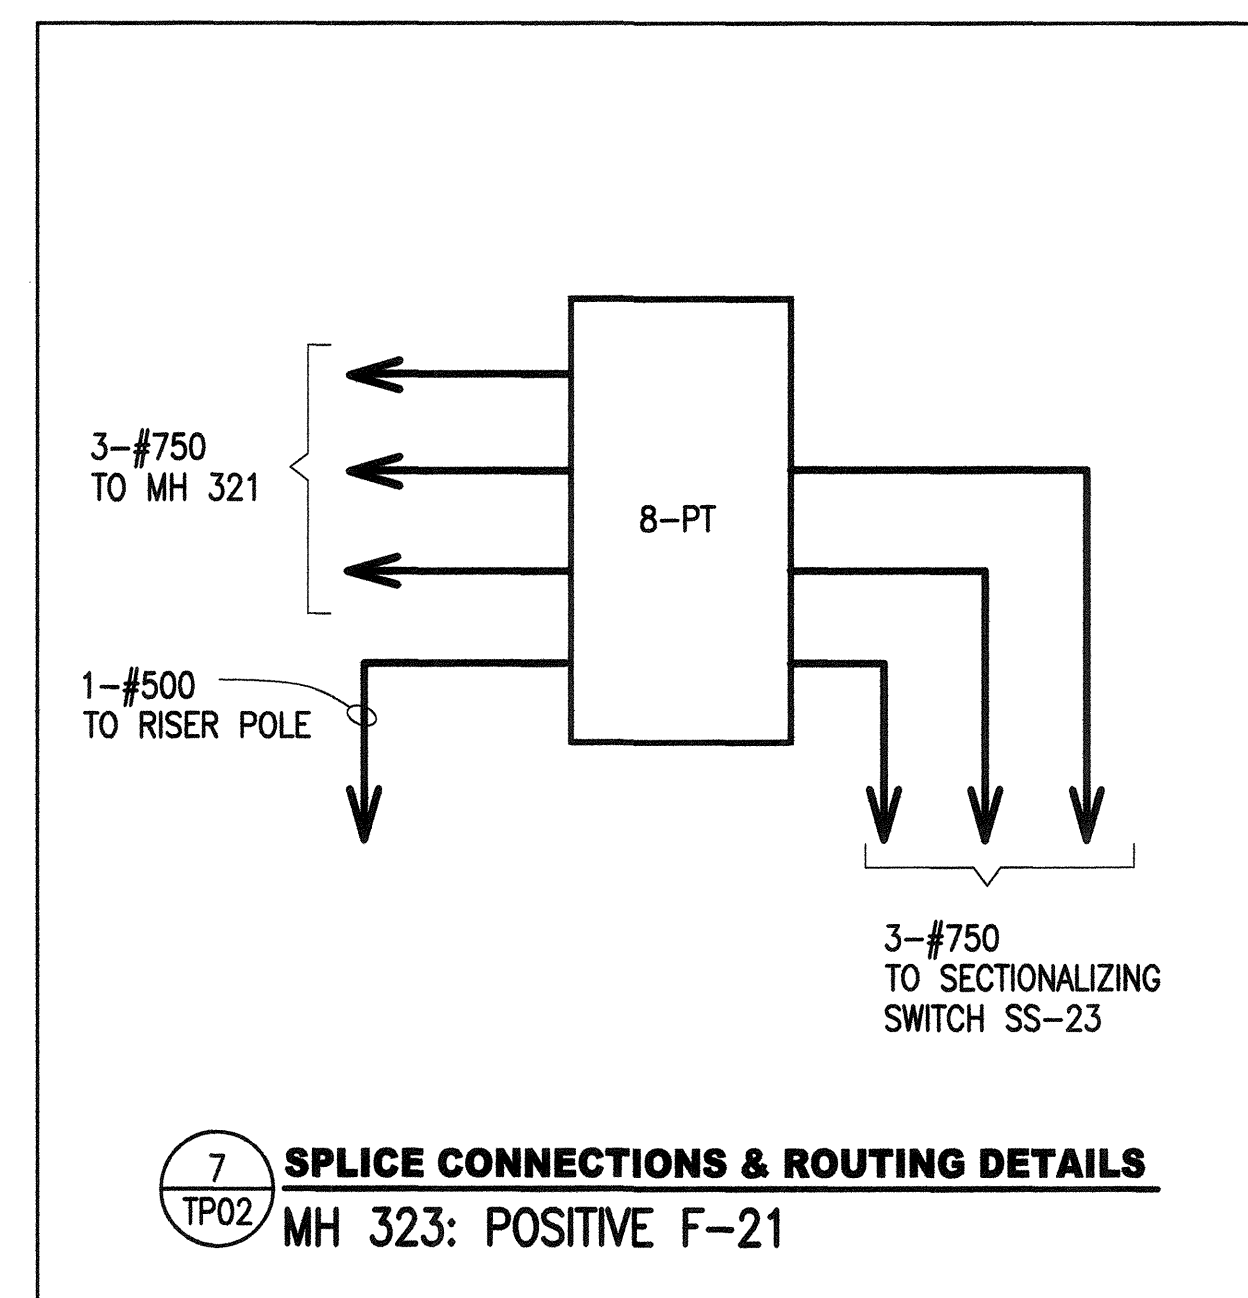 3-#750
TO MH 321
8-PT
1-#500
TO RISER POLE
3-#750
TO SECTIONALIZING
SWITCH SS-23
7
TP02
SPLICE CONNECTIONS & ROUTING DETAILS
MH 323: POSITIVE F-21